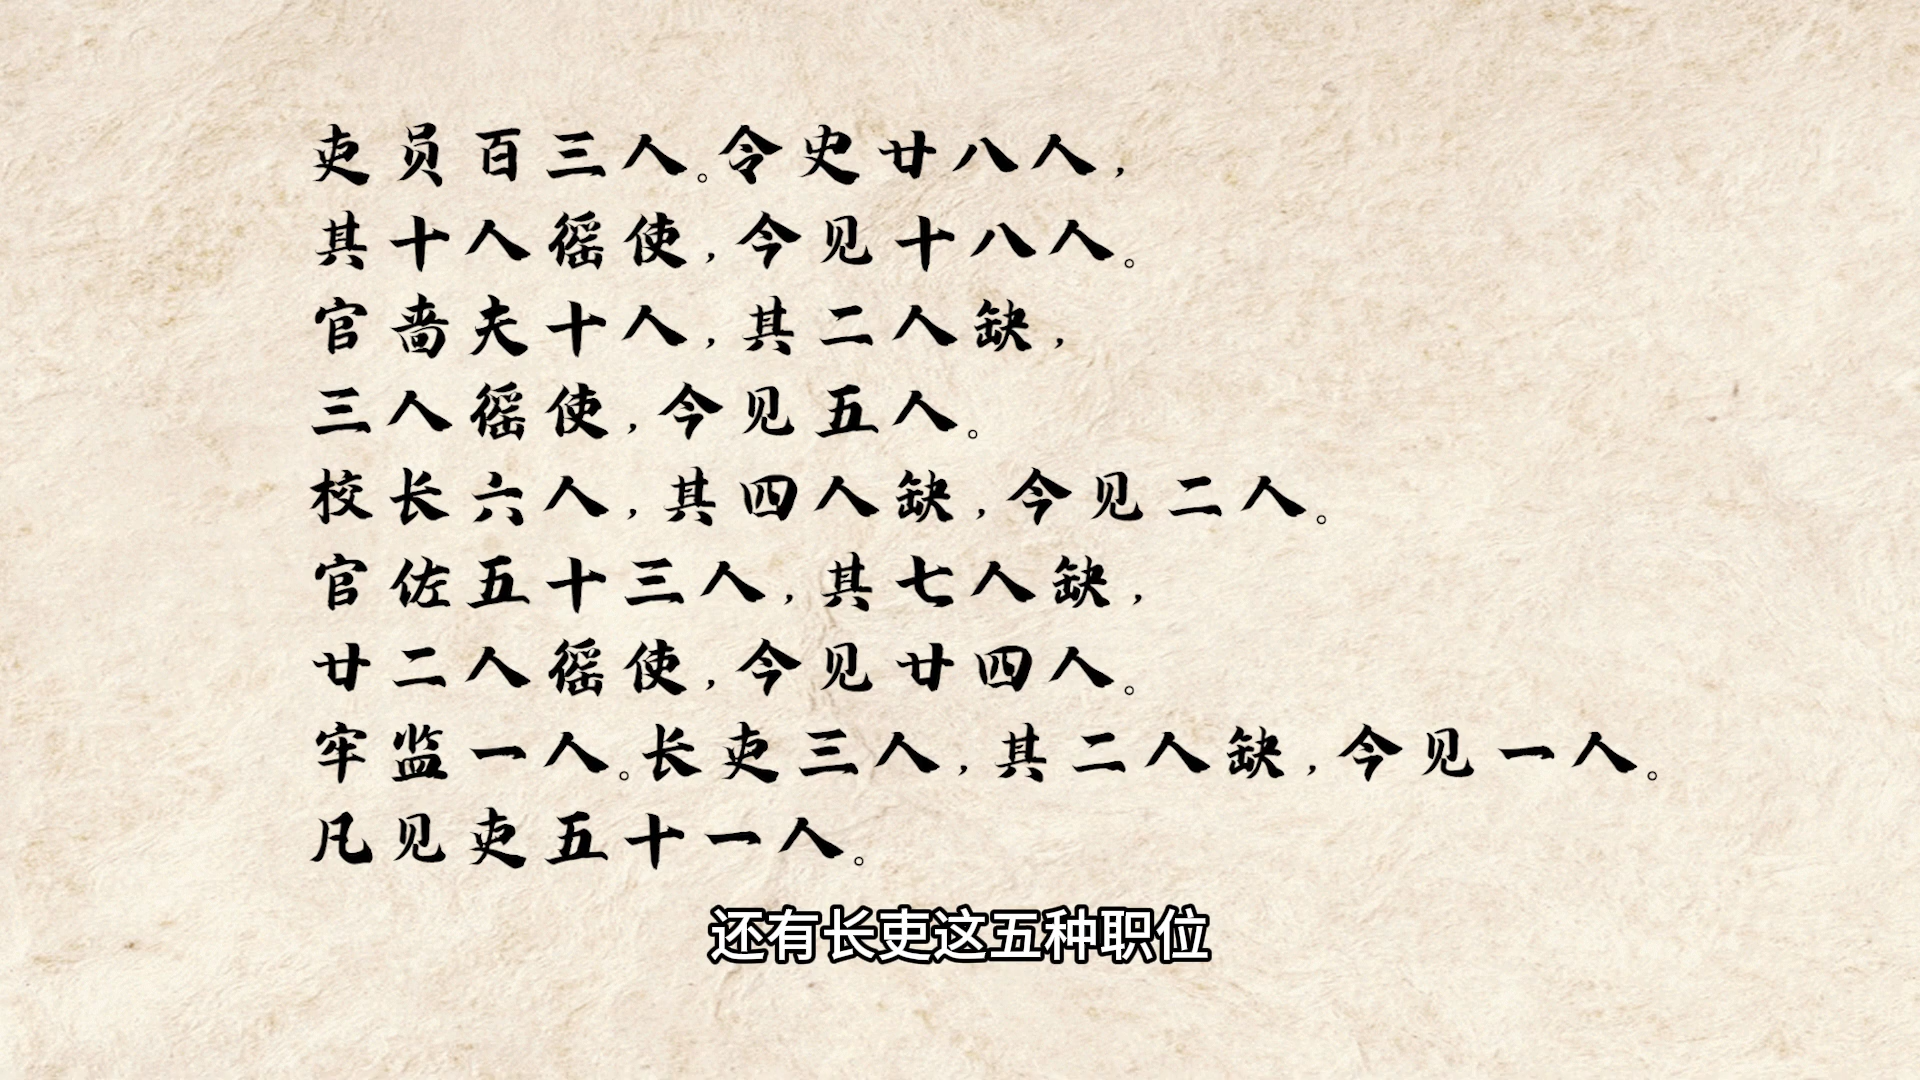 吏员百三人。令史廿八人，
其十人徭使，今见十八人。
官啬夫十人，其二人缺，
三人徭使，今见五人。
校长六人，其四人缺，今见二人。
官佐五十三人，其七人缺，
廿二人徭使，今见廿四人。
牢监一人。长吏三人，其二人缺，今见一人。
凡见吏五十一人。
还有长吏这五种职位